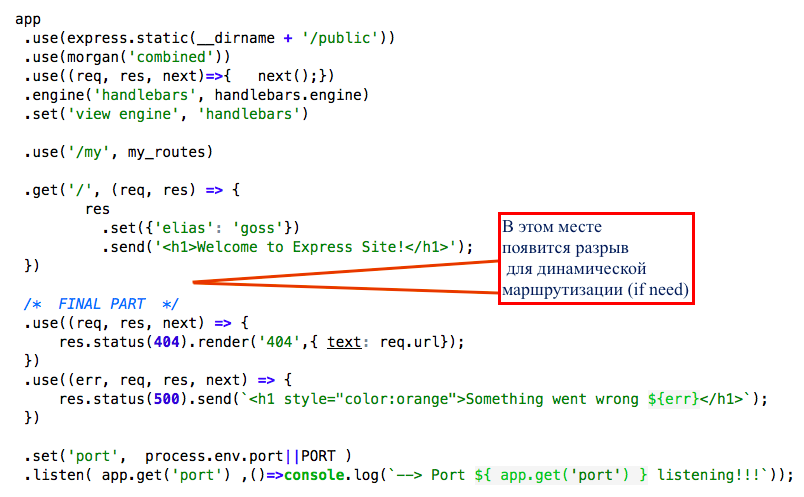 app
 .use(express.static(__dirname + '/public'))
 .use(morgan('combined'))
 .use((req, res, next)=>{   next();})
 .engine('handlebars', handlebars.engine)
 .set('view engine', 'handlebars')

 .use('/my', my_routes)

 .get('/', (req, res) => {
        res
          .set({'elias': 'goss'})
          .send('<h1>Welcome to Express Site!</h1>');
 })
В этом месте
появится разрыв
для динамической
маршрутизации (if need)

 /*  FINAL PART  */
 .use((req, res, next) => {
     res.status(404).render('404',{ text: req.url});
 })
 .use((err, req, res, next) => {
     res.status(500).send(`<h1 style="color:orange">Something went wrong ${err}</h1>`);
 })

 .set('port',  process.env.port||PORT )
 .listen( app.get('port') ,()=>console.log(`--> Port ${ app.get('port') } listening!!!`));